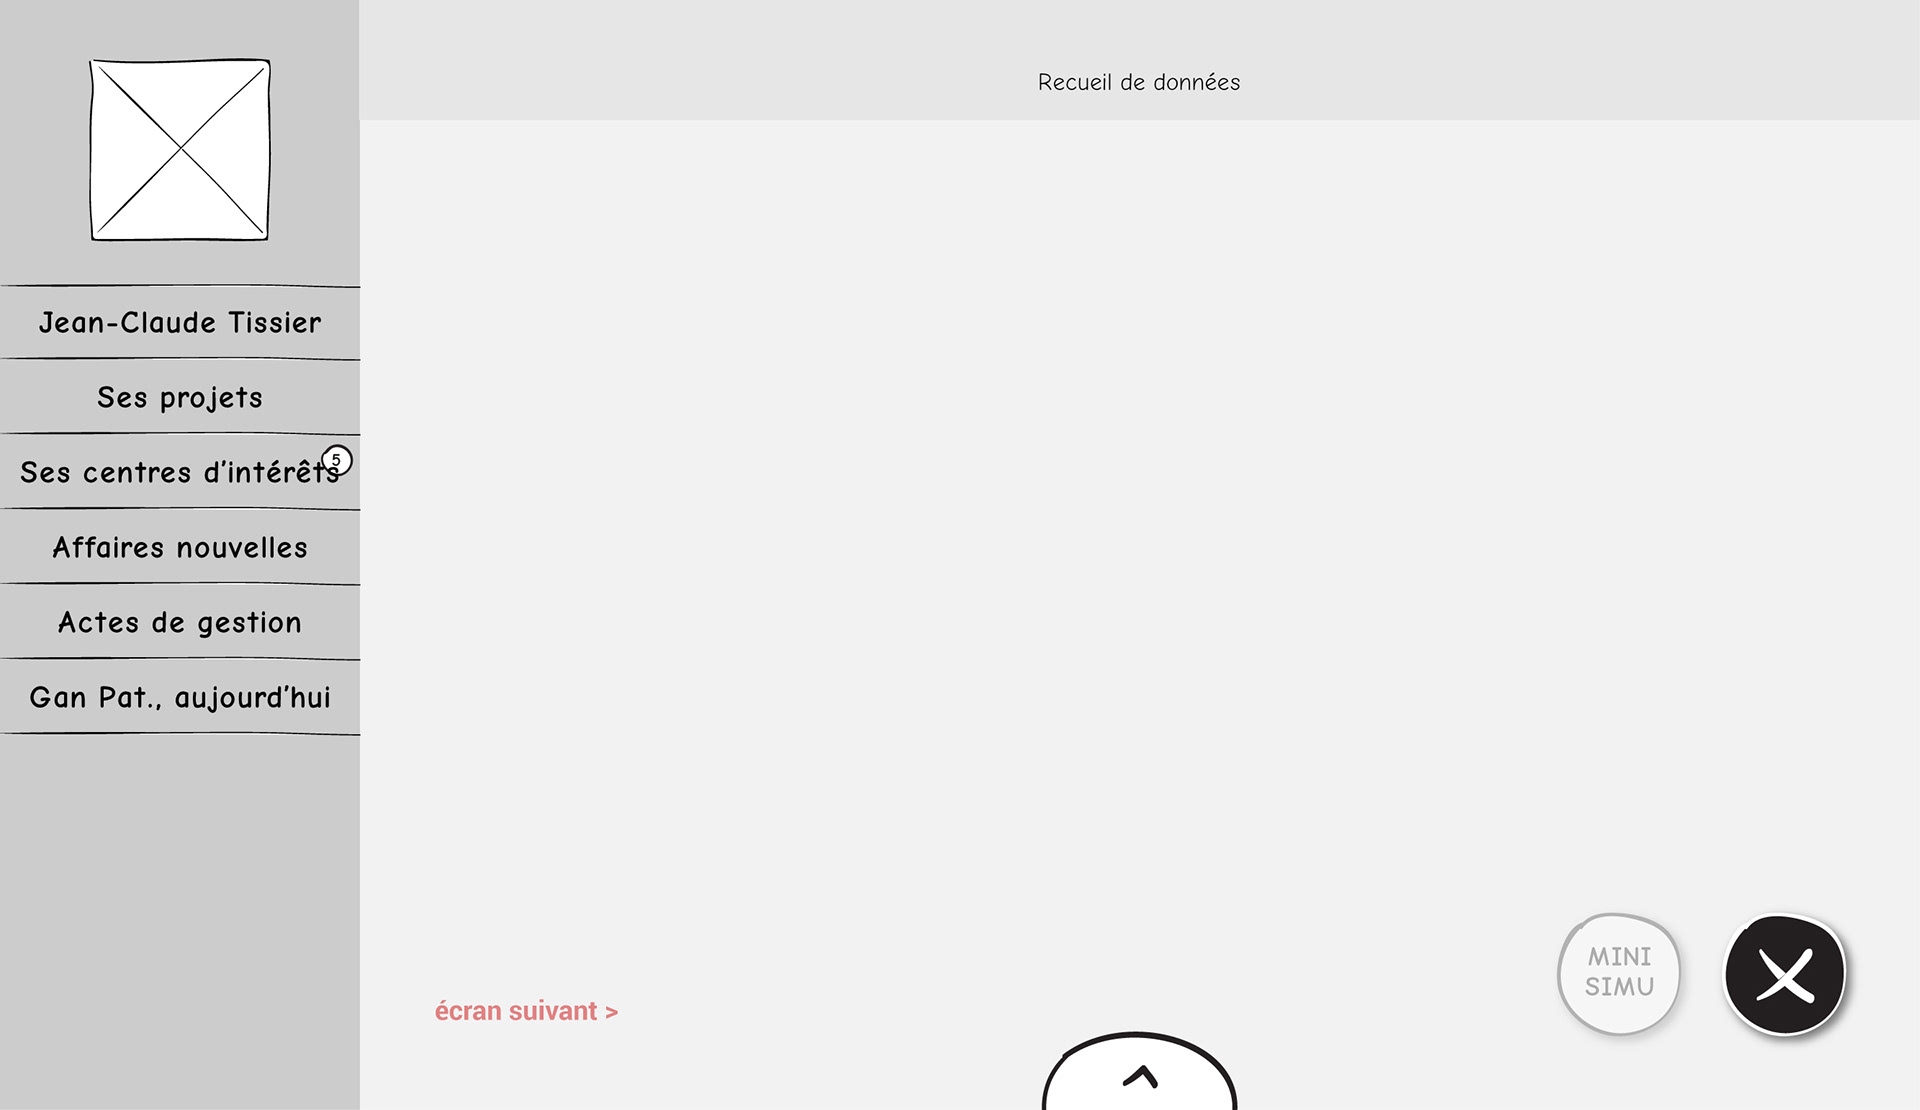 Recueil de données
Jean-Claude Tissier
Ses projets
Ses centres d'intérêts
5
Affaires nouvelles
Actes de gestion
Gan Pat., aujourd'hui
MINI
SIMU
écran suivant >